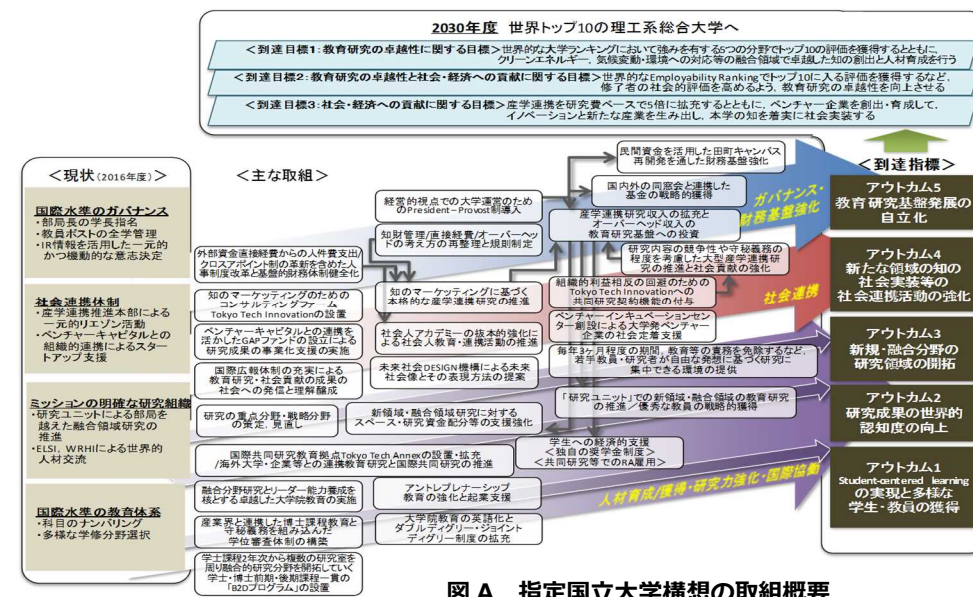 2030年度 世界トップ10の理工系総合大学へ
＜到達目標1：教育研究の卓越性に関する目標＞世界的な大学ランキングにおいて強みを有する5つの分野でトップ10の評価を獲得するとともに、
クリーンエネルギー，気候変動・環境への対応等の融合領域で卓越した知の創出と人材育成を行う
＜到達目標2：教育研究の卓越性と社会・経済への貢献に関する目標＞世界的なEmployability Rankingでトップ10に入る評価を獲得するなど，
修了者の社会的評価を高めるよう，教育研究の卓越性を向上させる
＜到達目標3：社会・経済への貢献に関する目標＞産学連携を研究費ベースで5倍に拡充するとともに，ベンチャー企業を創出・育成して，
イノベーションと新たな産業を生み出し，本学の知を着実に社会実装する
＜現状（2016年度）＞
国際水準のガバナンス
・部局長の学長指名
・教員ポストの全学管理
・IR情報を活用した一元的
かつ機動的な意志決定
社会連携体制
・産学連携推進本部による
一元的リエゾン活動
・ベンチャーキャピタルとの
組織的連携によるスター
トアップ支援
ミッションの明確な研究組織
・研究ユニットによる部局を
越えた融合領域研究の
推進
・ELSI，WRHIによる世界的
人材交流
国際水準の教育体系
・科目のナンバリング
・多様な学修分野選択
＜主な取組＞
民間資金を活用した田町キャンパス
再開発を通した財務基盤強化
国内外の同窓会と連携した
基金の戦略的獲得
経営的視点での大学運営のため
のPresident－Provost制導入
産学連携研究収入の拡充と
オーバーヘッド収入の
教育研究基盤への投資
ガバナンス・
財務基盤強化
知財管理/直接経費/オーバーヘッ
ドの考え方の再整理と規則制定
外部資金直接経費からの人件費支出/
クロスアポイント制の革新を含めた人
事制度改革と基盤的財務体制健全化
研究内容の競争性や守秘義務の
程度を考慮した大型産学連携研
究の推進と社会貢献の強化
知のマーケッティングのための
コンサルティングファーム
Tokyo Tech Innovationの設置
知のマーケティングに基づく
本格的な産学連携研究の推進
組織的利益相反の回避のための
Tokyo Tech Innovationへの
共同研究契約機能の付与
社会連携
ベンチャーキャピタルとの連携を
活かしたGAPファンドの設立による
研究成果の事業化支援の実施
社会人アカデミーの抜本的強化に
よる社会人教育・連携活動の推進
ベンチャーインキュベーションセン
ター創設による大学発ベンチャー
企業の社会定着支援
国際広報体制の充実による
教育研究・社会貢献の成果の
社会への発信と理解醸成
未来社会DESIGN機構による未来
社会像とその表現方法の提案
毎年3ヶ月程度の期間，教育等の責務を免除するなど，
若手教員・研究者が自由な発想に基づく研究に
集中できる環境の提供
研究の重点分野・戦略分野
の策定，見直し
新領域・融合領域研究に対する
スペース・研究資金配分等の支援強化
「研究ユニット」での新領域・融合領域の教育研究
の推進／優秀な教員の戦略的獲得
国際共同研究教育拠点Tokyo Tech Annexの設置・拡充
/海外大学・企業等との連携教育研究と国際共同研究の推進
学生への経済的支援
＜独自の奨学金制度＞
＜共同研究等でのRA雇用＞
融合分野研究とリーダー能力養成を
核とする卓越した大学院教育の実施
アントレプレナーシップ
教育の強化と起業支援
人材育成/獲得・研究力強化・国際協働
産業界と連携した博士課程教育と
守秘義務を組み込んだ
学位審査体制の構築
大学院教育の英語化と
ダブルディグリー・ジョイント
ディグリー制度の拡充
学士課程2年次から複数の研究室を
周り融合的研究分野を開拓していく
学士・博士前期・後期課程一貫の
「B2Dプログラム」の設置
＜到達指標＞
アウトカム5
教育研究基盤発展の
自立化
アウトカム4
新たな領域の知の
社会実装等の
社会連携活動の強化
アウトカム3
新規・融合分野の
研究領域の開拓
アウトカム2
研究成果の世界的
認知度の向上
アウトカム1
Student-centered learning
の実現と多様な
学生・教員の獲得
図 A　指定国立大学構想の取組概要